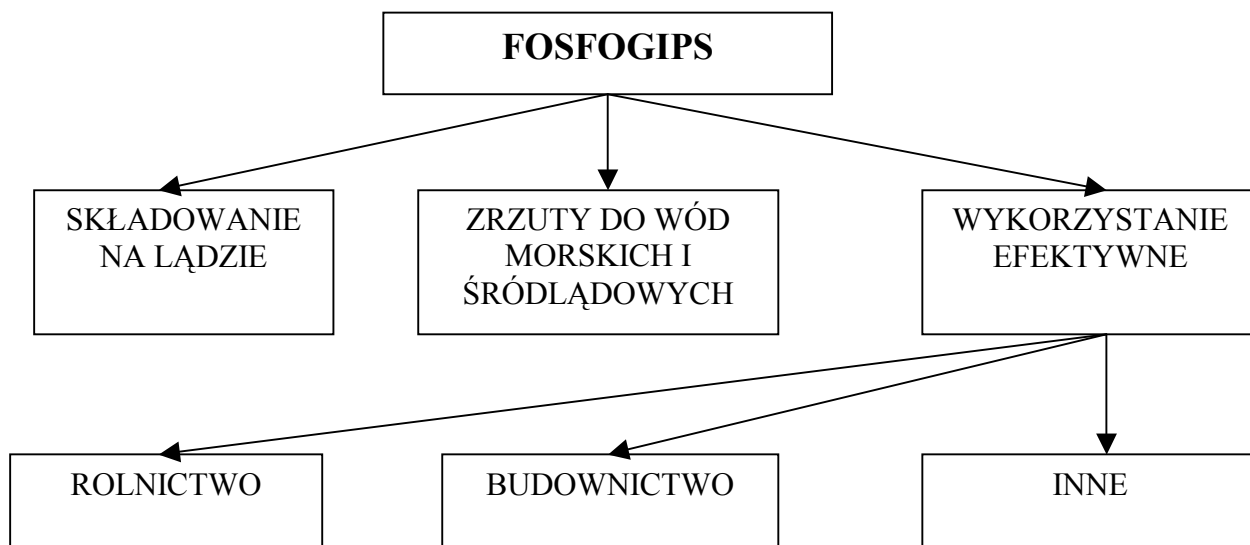 FOSFOGIPS
SKŁADOWANIE
NA LĄDZIE
ZRZUTY DO WÓD
MORSKICH I
ŚRÓDLĄDOWYCH
WYKORZYSTANIE
EFEKTYWNE
ROLNICTWO
BUDOWNICTWO
INNE